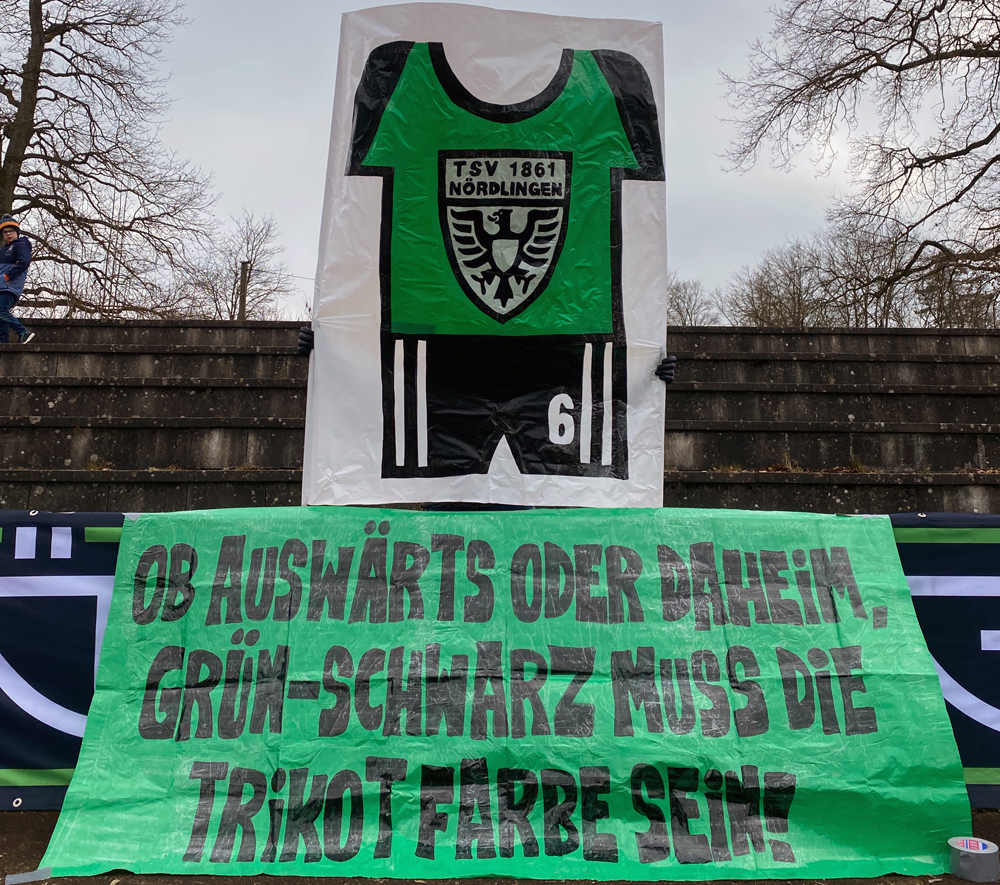 TSV 1861
NÖRDLINGEN
6
OB AUSWÄRTS ODER DAHEiM,
GRÜN-SCHWARZ MUSS DiE
TRiKOT FARBE SEiN!